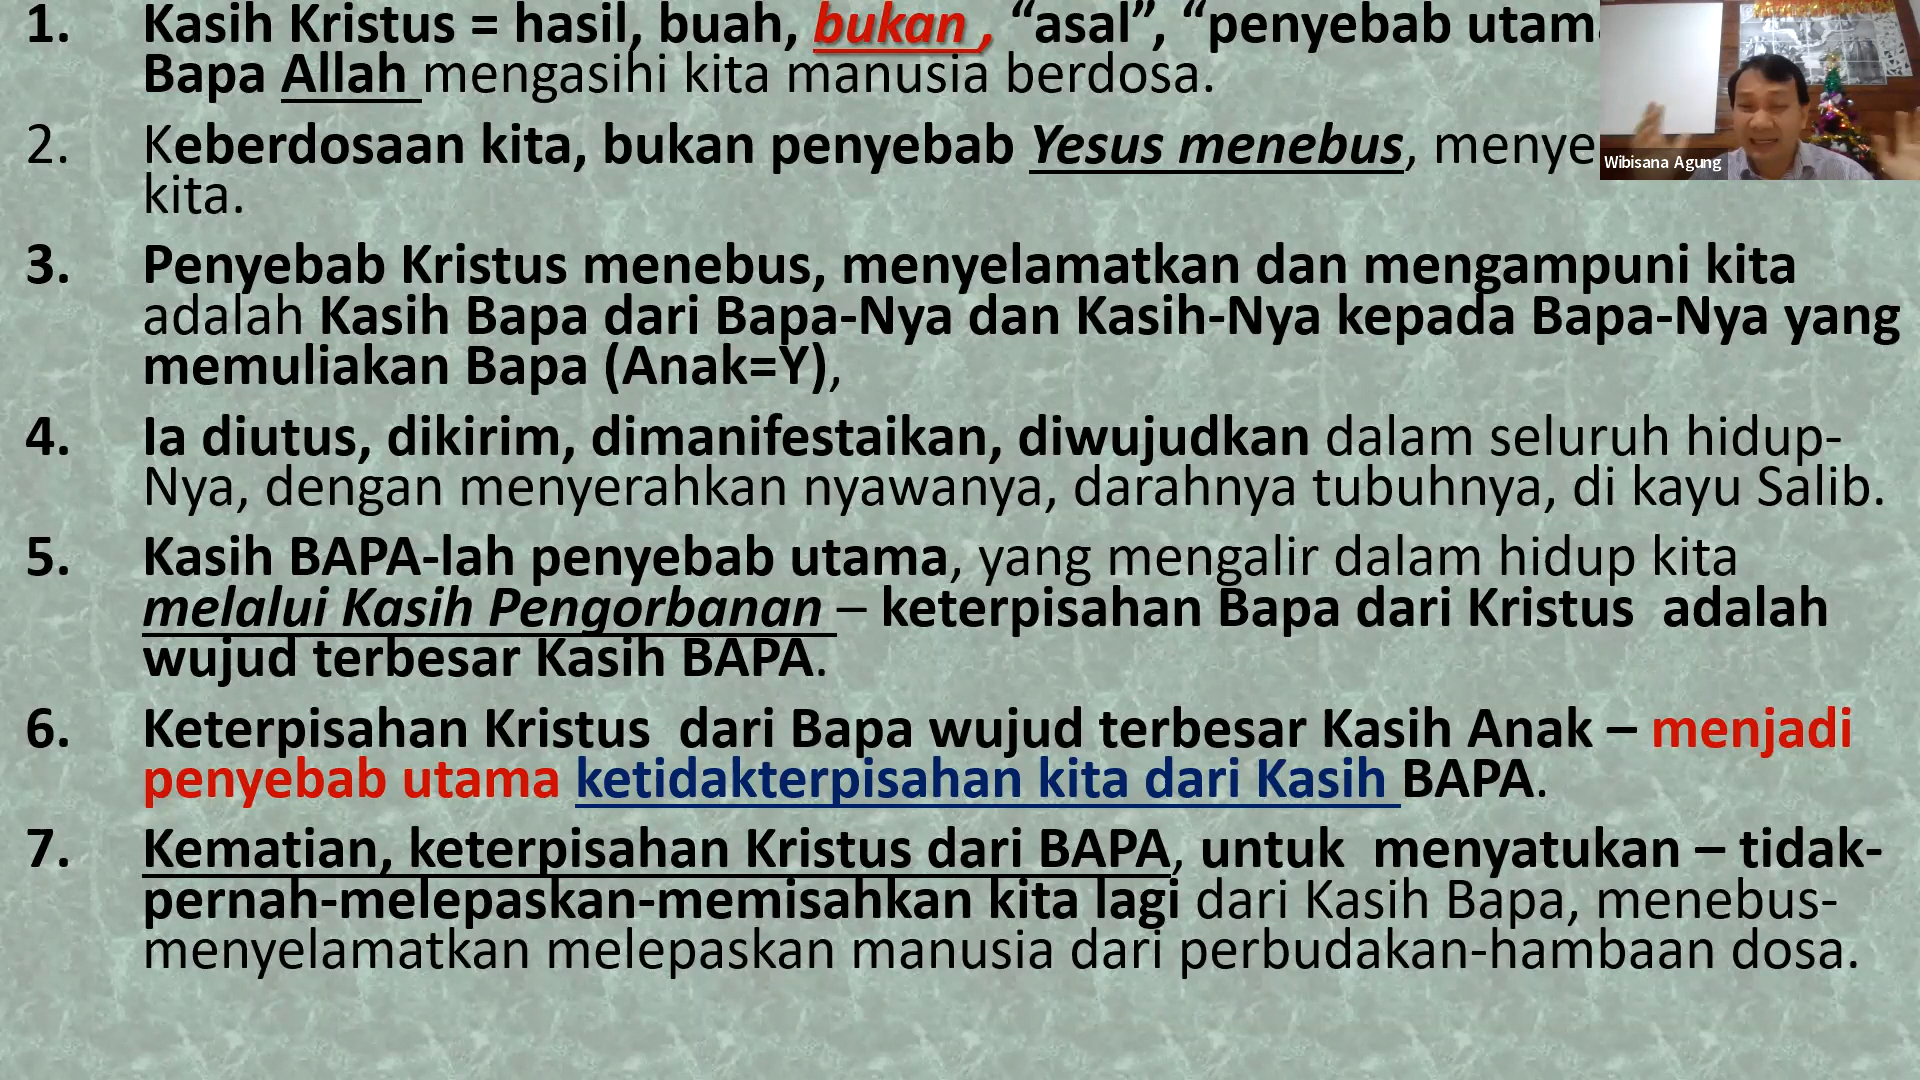 1. Kasih Kristus = hasil, buah, bukan , “asal”, “penyebab
Bapa Allah mengasihi kita manusia berdosa.
2. Keberdosaan kita, bukan penyebab Yesus menebus,
kita.
Wibisana Agung
3. Penyebab Kristus menebus, menyelamatkan dan mengampuni kita
adalah Kasih Bapa dari Bapa-Nya dan Kasih-Nya kepada Bapa-Nya yang
memuliakan Bapa (Anak=Y),
4. Ia diutus, dikirim, dimanifestaikan, diwujudkan dalam seluruh hidup-
Nya, dengan menyerahkan nyawanya, darahnya tubuhnya, di kayu Salib.
5. Kasih BAPA-lah penyebab utama, yang mengalir dalam hidup kita
melalui Kasih Pengorbanan – keterpisahan Bapa dari Kristus adalah
wujud terbesar Kasih BAPA.
6. Keterpisahan Kristus dari Bapa wujud terbesar Kasih Anak – menjadi
penyebab utama ketidakterpisahan kita dari Kasih BAPA.
7. Kematian, keterpisahan Kristus dari BAPA, untuk menyatukan – tidak-
pernah-melepaskan-memisahkan kita lagi dari Kasih Bapa, menebus-
menyelamatkan melepaskan manusia dari perbudakan-hambaan dosa.